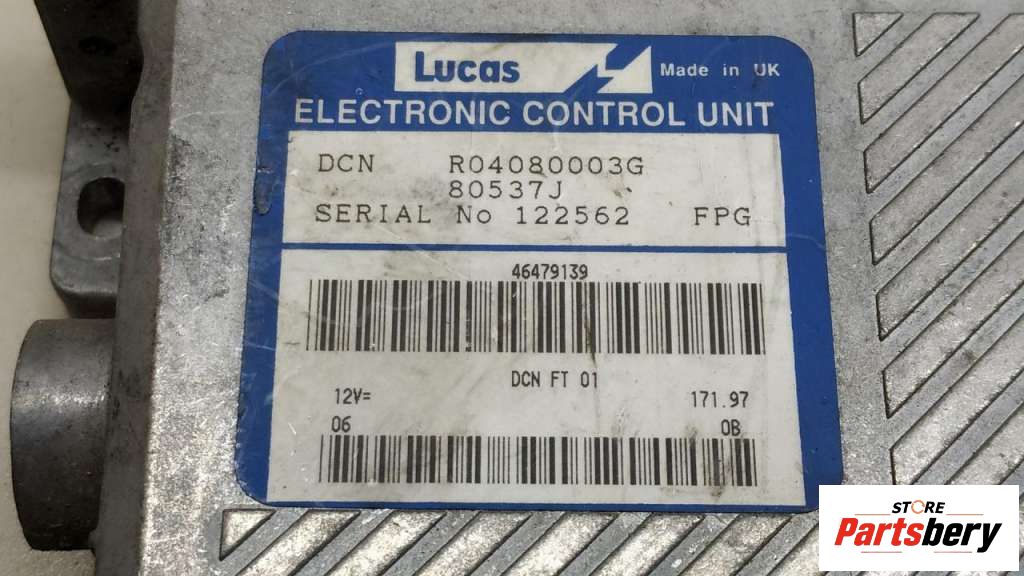 Lucas Made in UK
ELECTRONIC CONTROL UNIT
DCN R04080003G
80537J
SERIAL No 122562 FPG
46479139
DCN FT 01
12V= 171.97
06 0B
STORE
Partsbery